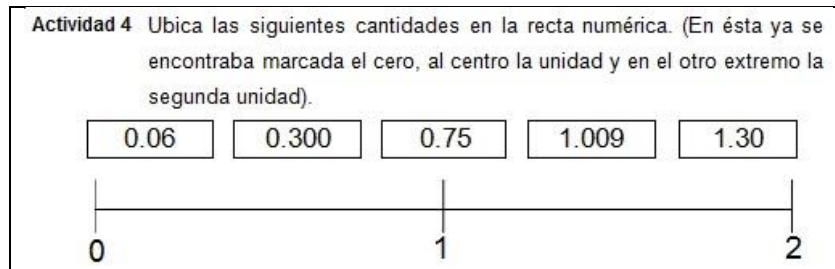 Actividad 4 Ubica las siguientes cantidades en la recta numérica. (En ésta ya se
encontraba marcada el cero, al centro la unidad y en el otro extremo la
segunda unidad).
0.06 0.300 0.75 1.009 1.30
0 1 2